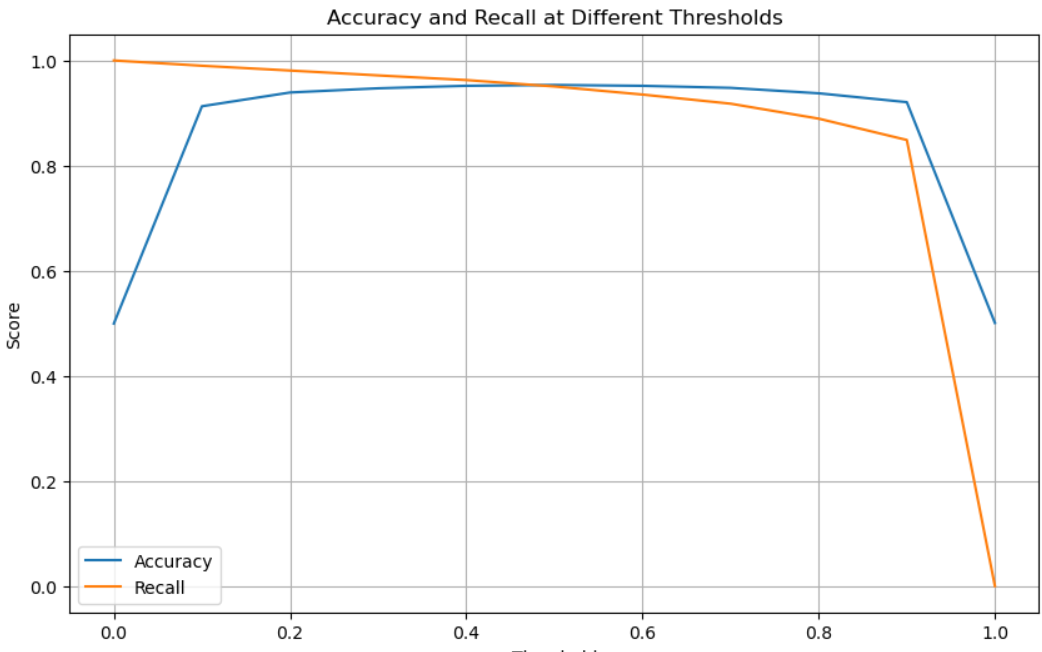 Accuracy and Recall at Different Thresholds
Score
1.0
0.8
0.6
0.4
0.2
0.0
Accuracy
Recall
0.0 0.2 0.4 0.6 0.8 1.0